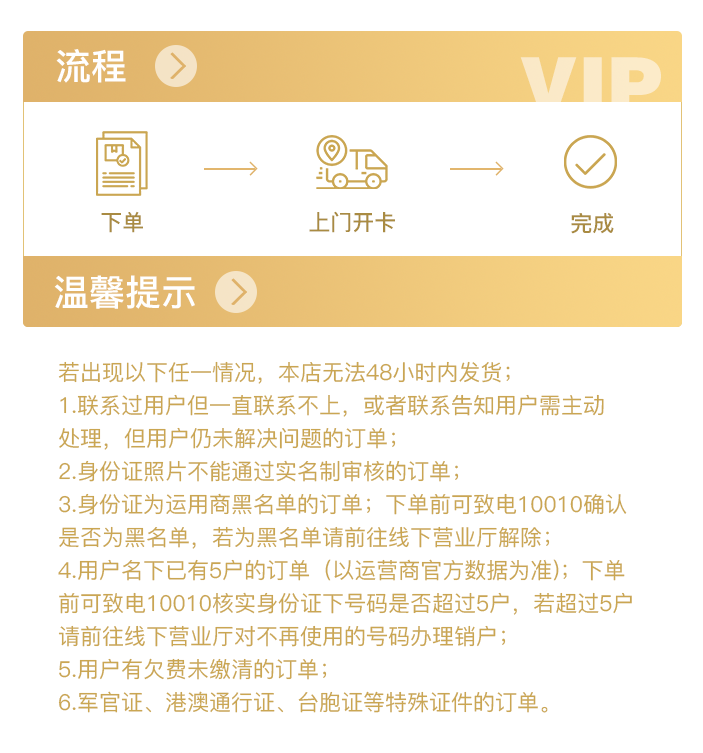 流程
VIP
下单
上门开卡
完成
温馨提示
若出现以下任一情况，本店无法48小时内发货；
1.联系过用户但一直联系不上，或者联系告知用户需主动
处理，但用户仍未解决问题的订单；
2.身份证照片不能通过实名制审核的订单；
3.身份证为运用商黑名单的订单；下单前可致电10010确认
是否为黑名单，若为黑名单请前往线下营业厅解除；
4.用户名下已有5户的订单（以运营商官方数据为准）；下单
前可致电10010核实身份证下号码是否超过5户，若超过5户
请前往线下营业厅对不再使用的号码办理销户；
5.用户有欠费未缴清的订单；
6.军官证、港澳通行证、台胞证等特殊证件的订单。